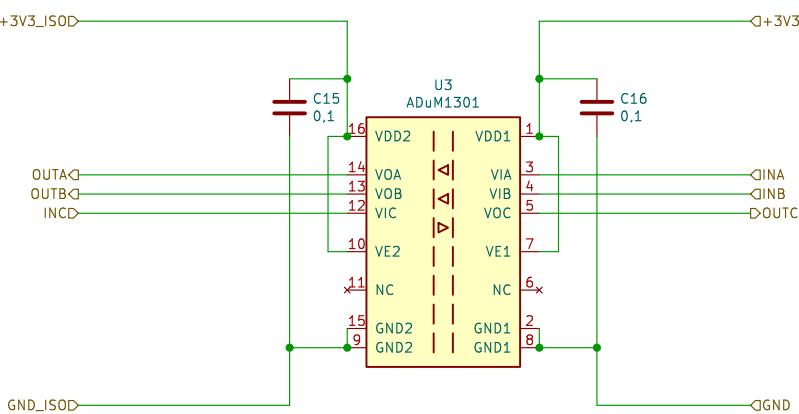 +3V3_ISO
+3V3
U3
ADuM1301
C15
0,1
C16
0,1
16 VDD2 VDD1 1
OUTA 14 VOA VIA 3 INA
OUTB 13 VOB VIB 4 INB
INC 12 VIC VOC 5 OUTC
10 VE2 VE1 7
11 NC NC 6
15 GND2 GND1 2
9 GND2 GND1 8
GND_ISO
GND